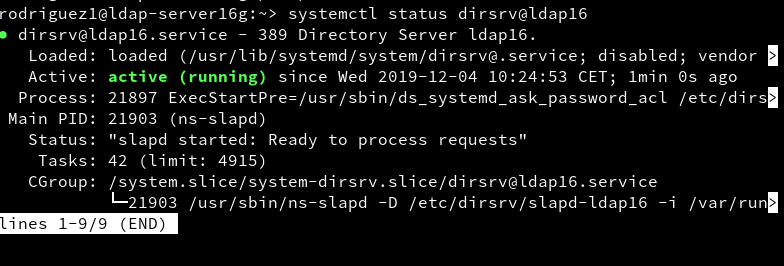 rodriguez1@ldap-server16g:~> systemctl status dirsrv@ldap16
● dirsrv@ldap16.service - 389 Directory Server ldap16.
   Loaded: loaded (/usr/lib/systemd/system/dirsrv@.service; disabled; vendor >
   Active: active (running) since Wed 2019-12-04 10:24:53 CET; 1min 0s ago
  Process: 21897 ExecStartPre=/usr/sbin/ds_systemd_ask_password_acl /etc/dirs>
 Main PID: 21903 (ns-slapd)
   Status: "slapd started: Ready to process requests"
    Tasks: 42 (limit: 4915)
   CGroup: /system.slice/system-dirsrv.slice/dirsrv@ldap16.service
           └─21903 /usr/sbin/ns-slapd -D /etc/dirsrv/slapd-ldap16 -i /var/run>
lines 1-9/9 (END)